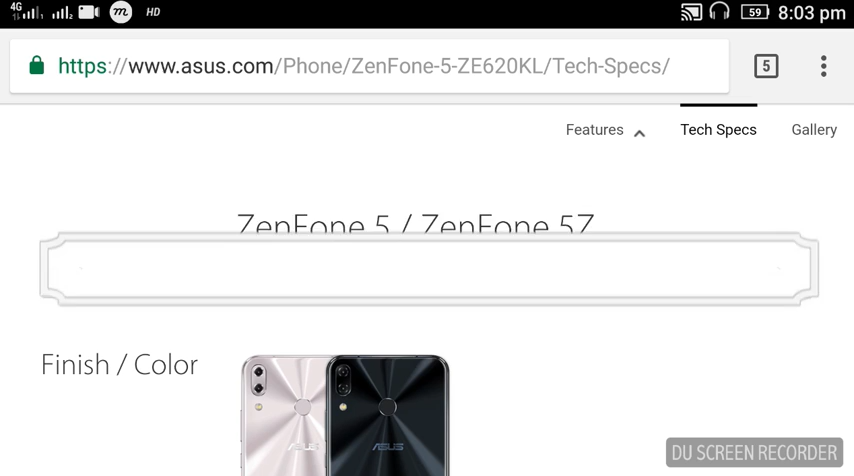 4G
m
HD
59
8:03 pm
https://www.asus.com/Phone/ZenFone-5-ZE620KL/Tech-Specs/
5
Features
Tech Specs
Gallery
ZenFone 5 / ZenFone 5Z
Finish / Color
ASUS
ASUS
DU SCREEN RECORDER